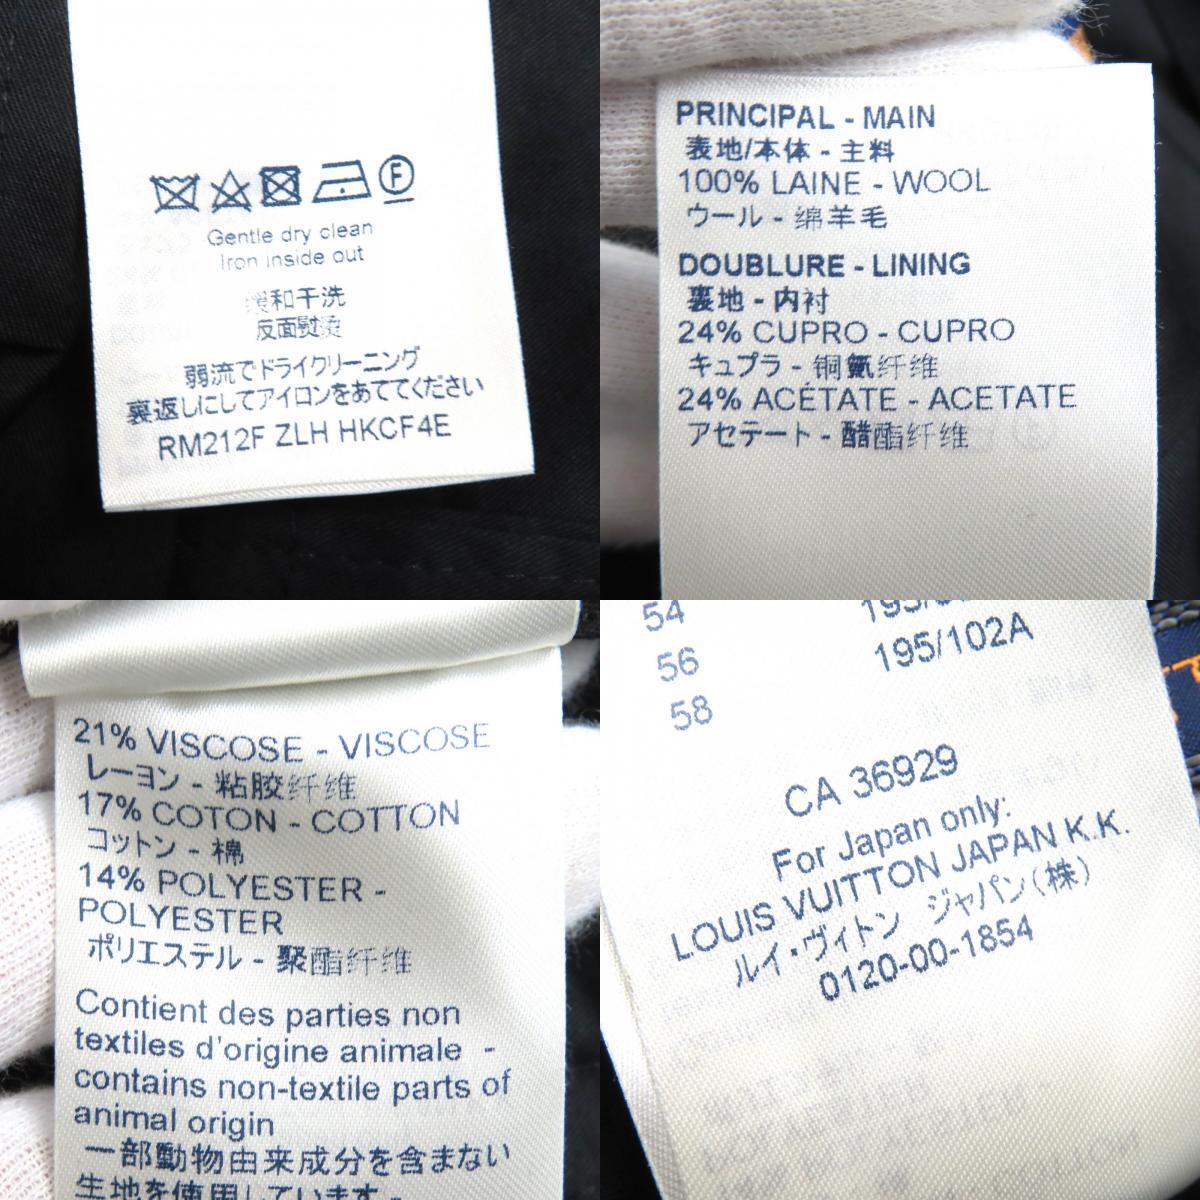 Gentle dry clean
Iron inside out
缓和干洗
反面熨烫
弱流でドライクリーニング
裏返しにしてアイロンをあててください
RM212F ZLH HKCF4E
PRINCIPAL - MAIN
表地/本体 - 主料
100% LAINE - WOOL
ウール - 绵羊毛
DOUBLURE - LINING
裏地 - 内衬
24% CUPRO - CUPRO
キュプラ - 铜氨纤维
24% ACÉTATE - ACETATE
アセテート - 醋酯纤维
21% VISCOSE - VISCOSE
レーヨン - 粘胶纤维
17% COTON - COTTON
コットン - 棉
14% POLYESTER -
POLYESTER
ポリエステル - 聚酯纤维
Contient des parties non
textiles d'origine animale -
contains non-textile parts of
animal origin
一部動物由来成分を含まない
生地を使用しています -
54
56 195/102A
58
CA 36929
For Japan only:
LOUIS VUITTON JAPAN K.K.
ルイ・ヴィトン ジャパン(株)
0120-00-1854